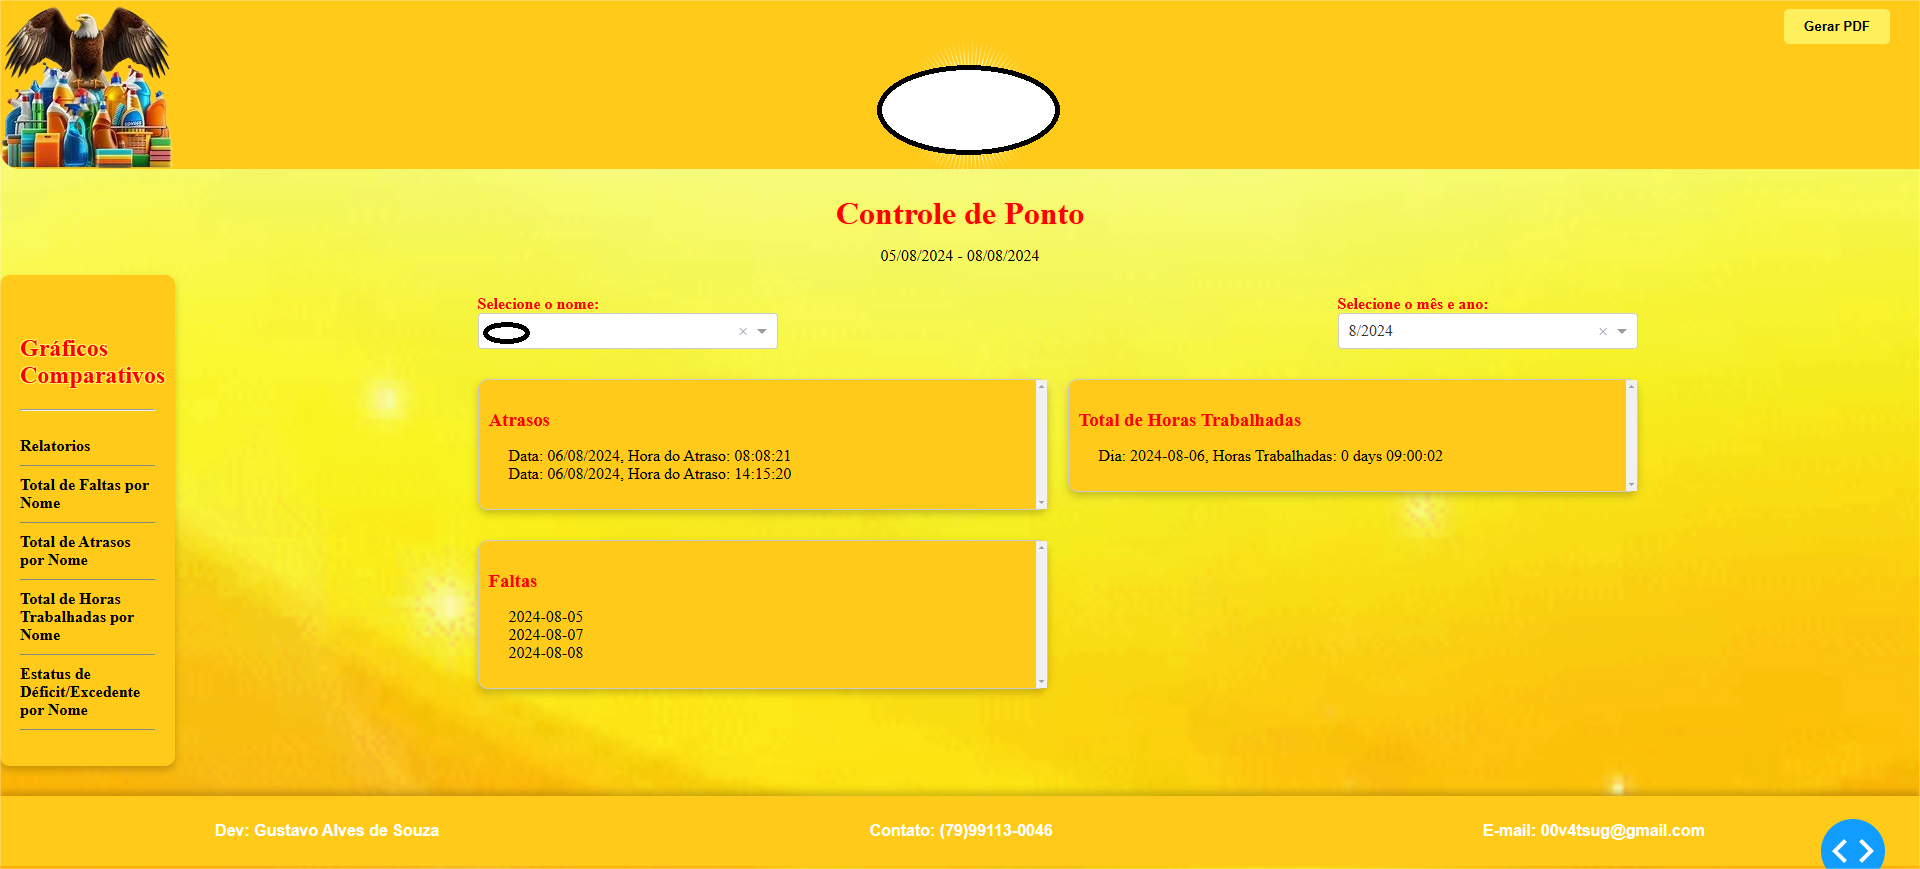 Gerar PDF
Controle de Ponto
05/08/2024 - 08/08/2024
Selecione o nome:
Selecione o mês e ano:
8/2024
Gráficos
Comparativos
Relatorios
Total de Faltas por
Nome
Total de Atrasos
por Nome
Total de Horas
Trabalhadas por
Nome
Estatus de
Déficit/Excedente
por Nome
Atrasos
Data: 06/08/2024, Hora do Atraso: 08:08:21
Data: 06/08/2024, Hora do Atraso: 14:15:20
Total de Horas Trabalhadas
Dia: 2024-08-06, Horas Trabalhadas: 0 days 09:00:02
Faltas
2024-08-05
2024-08-07
2024-08-08
Dev: Gustavo Alves de Souza
Contato: (79)99113-0046
E-mail: 00v4tsug@gmail.com